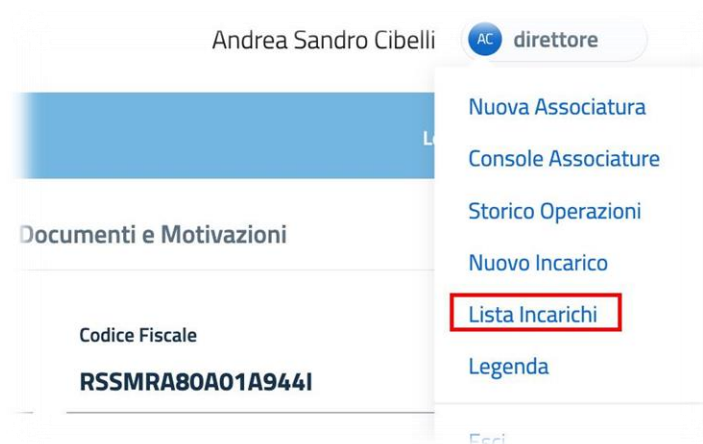 Andrea Sandro Cibelli AC direttore
Nuova Associatura
Console Associature
Storico Operazioni
Nuovo Incarico
Lista Incarichi
Legenda
Esci
Documenti e Motivazioni
Codice Fiscale
RSSMRA80A01A944I